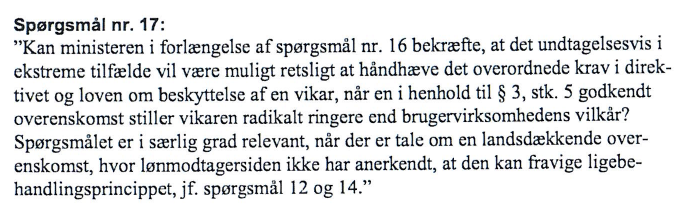 Spørgsmål nr. 17:
”Kan ministeren i forlængelse af spørgsmål nr. 16 bekræfte, at det undtagelsesvis i
ekstreme tilfælde vil være muligt retsligt at håndhæve det overordnede krav i direk-
tivet og loven om beskyttelse af en vikar, når en i henhold til § 3, stk. 5 godkendt
overenskomst stiller vikaren radikalt ringere end brugervirksomhedens vilkår?
Spørgsmålet er i særlig grad relevant, når der er tale om en landsdækkende over-
enskomst, hvor lønmodtagersiden ikke har anerkendt, at den kan fravige ligebe-
handlingsprincippet, jf. spørgsmål 12 og 14.”